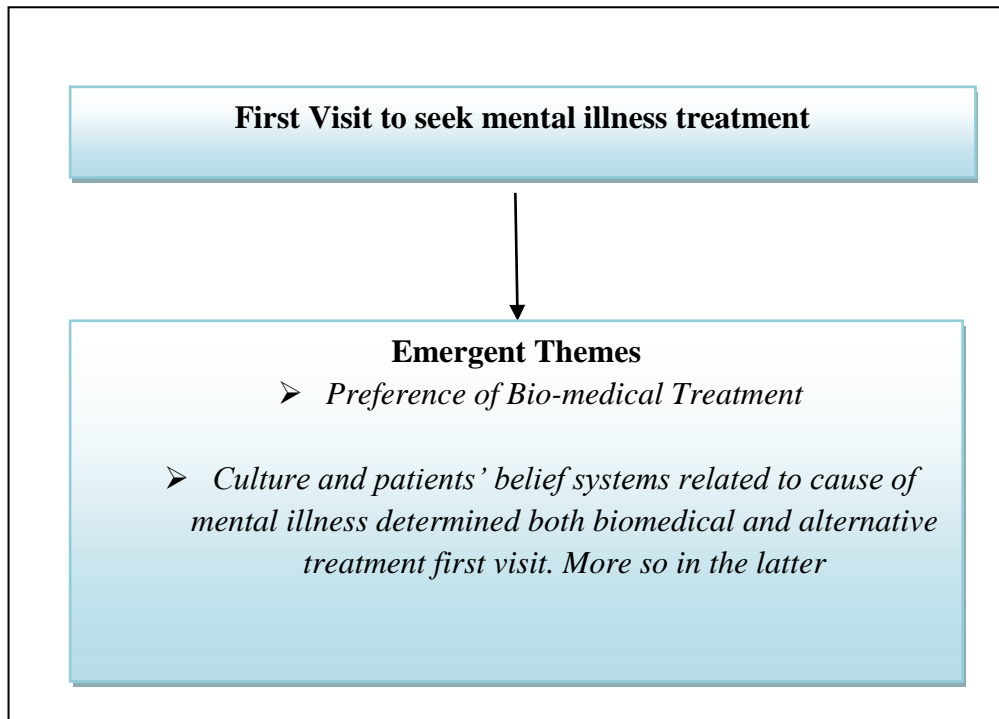 First Visit to seek mental illness treatment
Emergent Themes
➢ Preference of Bio-medical Treatment
➢ Culture and patients’ belief systems related to cause of
mental illness determined both biomedical and alternative
treatment first visit. More so in the latter